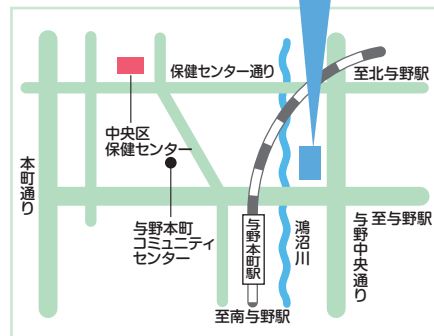 保健センター通り
至北与野駅
中央区
保健センター
本町通り
与野本町
コミュニティ
センター
与野本町駅
鴻沼川
与野中央通り
至与野駅
至南与野駅